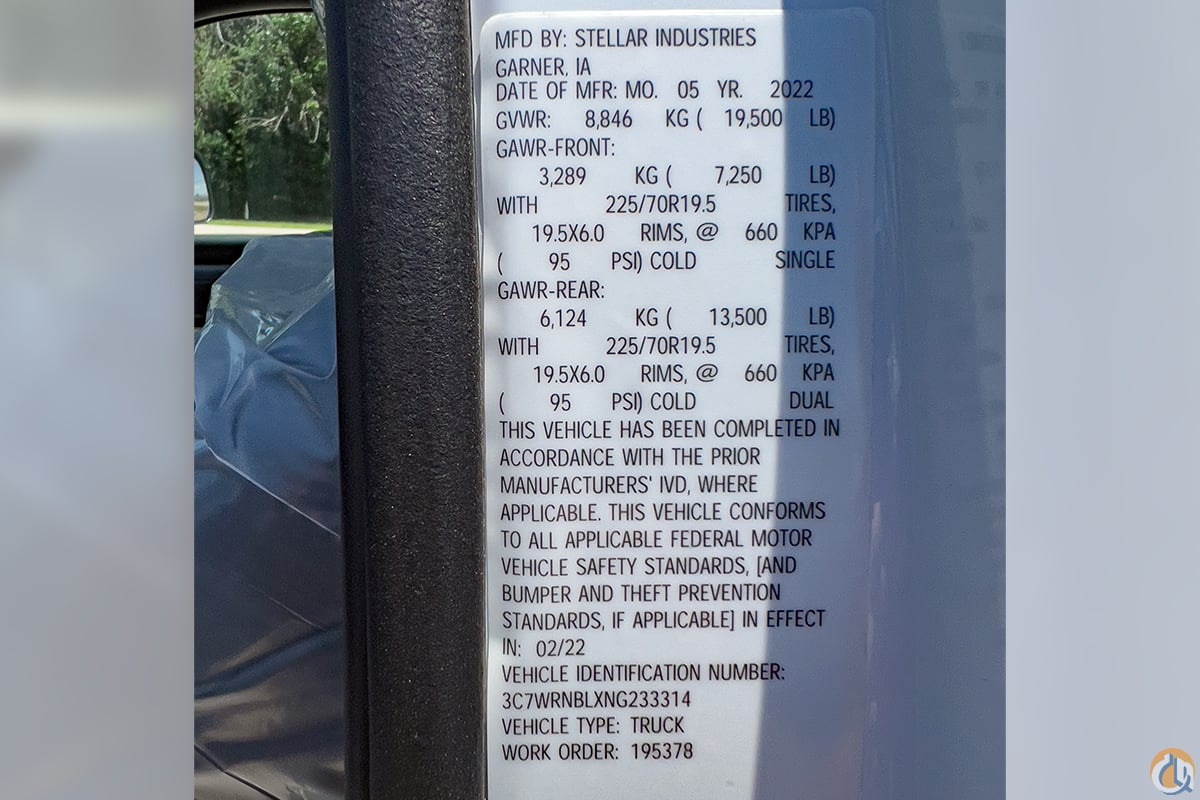 MFD BY: STELLAR INDUSTRIES
GARNER, IA
DATE OF MFR: MO. 05 YR. 2022
GVWR: 8,846 KG ( 19,500 LB)
GAWR-FRONT:
3,289 KG ( 7,250 LB)
WITH 225/70R19.5 TIRES,
19.5X6.0 RIMS, @ 660 KPA
( 95 PSI) COLD SINGLE
GAWR-REAR:
6,124 KG ( 13,500 LB)
WITH 225/70R19.5 TIRES,
19.5X6.0 RIMS, @ 660 KPA
( 95 PSI) COLD DUAL
THIS VEHICLE HAS BEEN COMPLETED IN
ACCORDANCE WITH THE PRIOR
MANUFACTURERS' IVD, WHERE
APPLICABLE. THIS VEHICLE CONFORMS
TO ALL APPLICABLE FEDERAL MOTOR
VEHICLE SAFETY STANDARDS, [AND
BUMPER AND THEFT PREVENTION
STANDARDS, IF APPLICABLE] IN EFFECT
IN: 02/22
VEHICLE IDENTIFICATION NUMBER:
3C7WRNBLXNG233314
VEHICLE TYPE: TRUCK
WORK ORDER: 195378